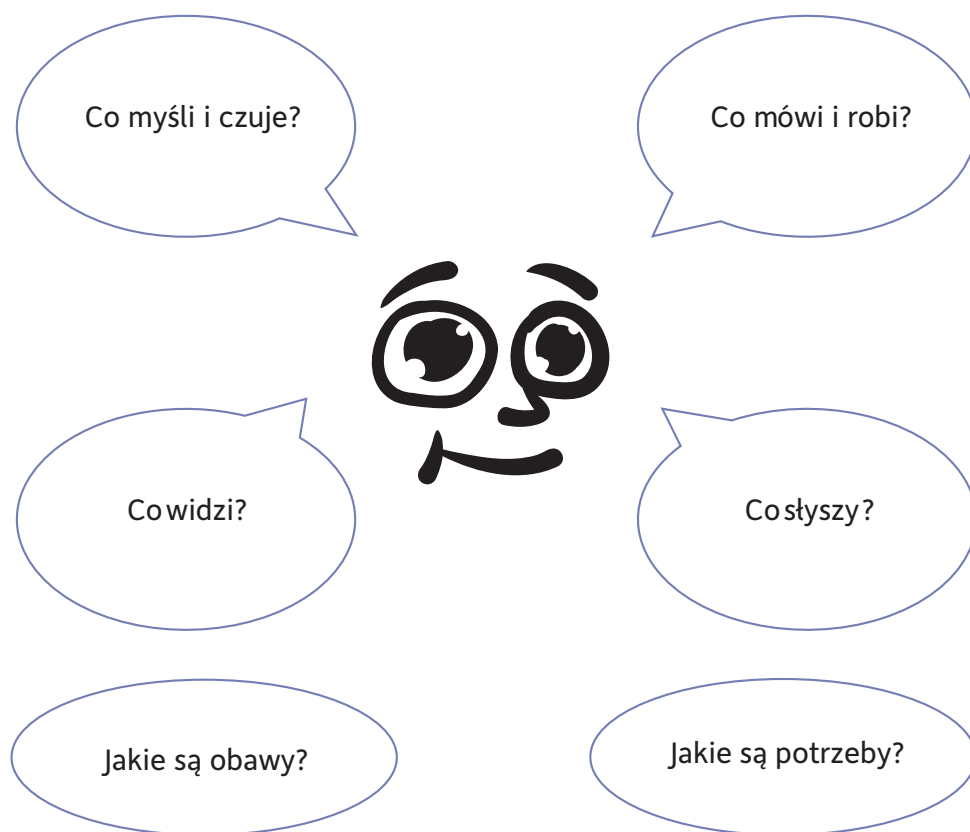 Co myśli i czuje?
Co mówi i robi?
Co widzi?
Co słyszy?
Jakie są obawy?
Jakie są potrzeby?